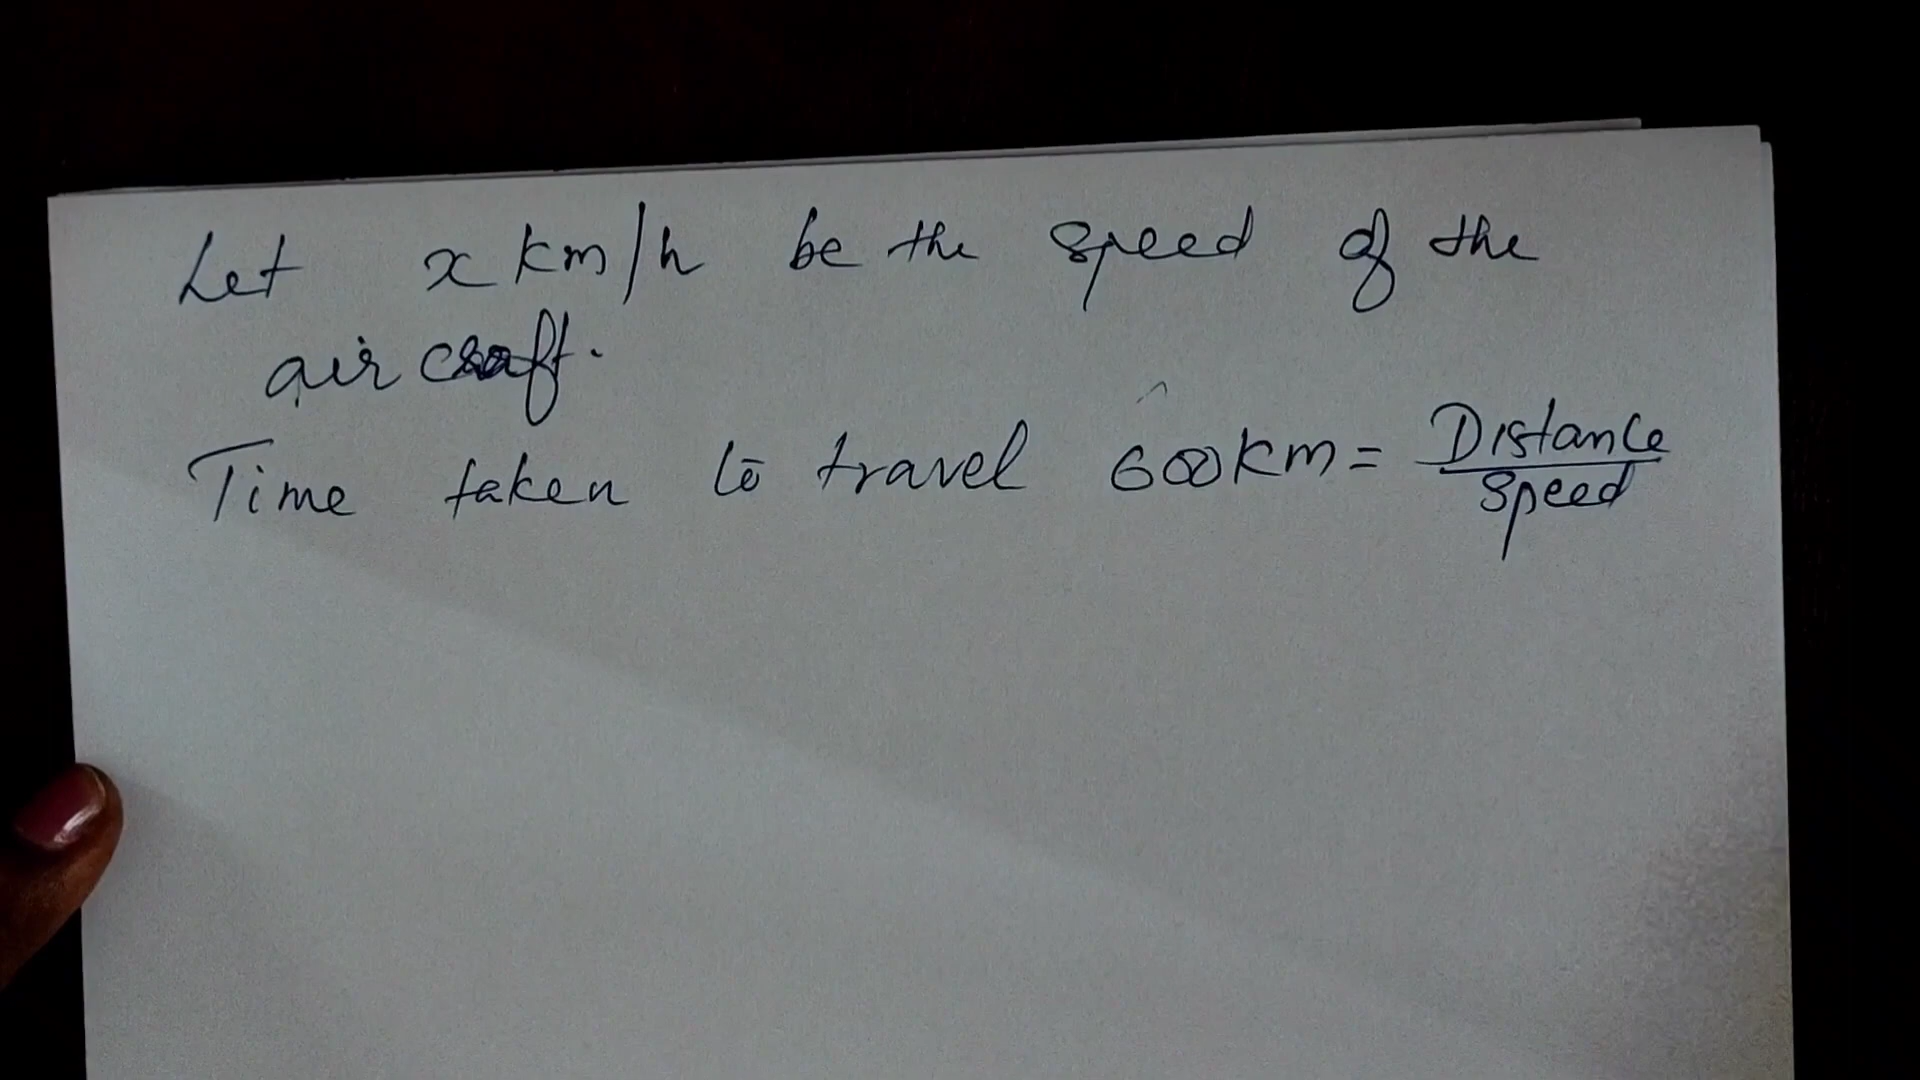 Let x km/h be the speed of the
air craft.
Time taken to travel 600km = Distance/Speed